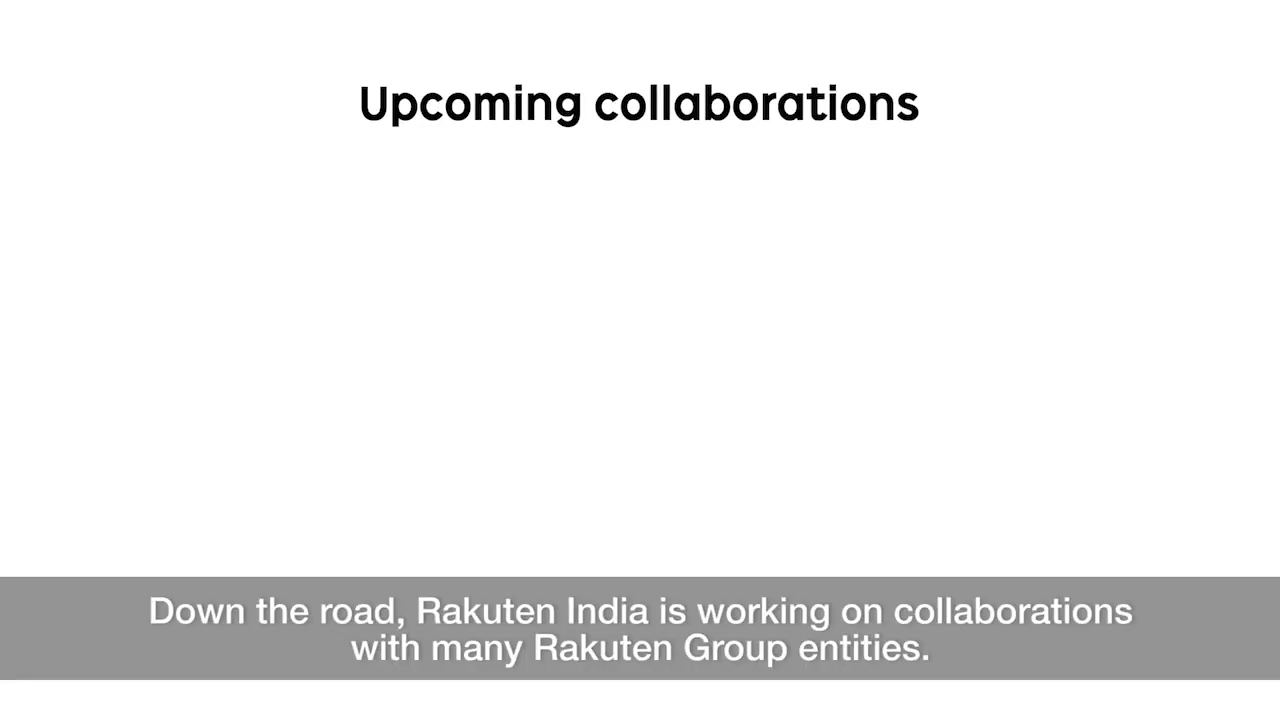 Upcoming collaborations
Down the road, Rakuten India is working on collaborations
with many Rakuten Group entities.